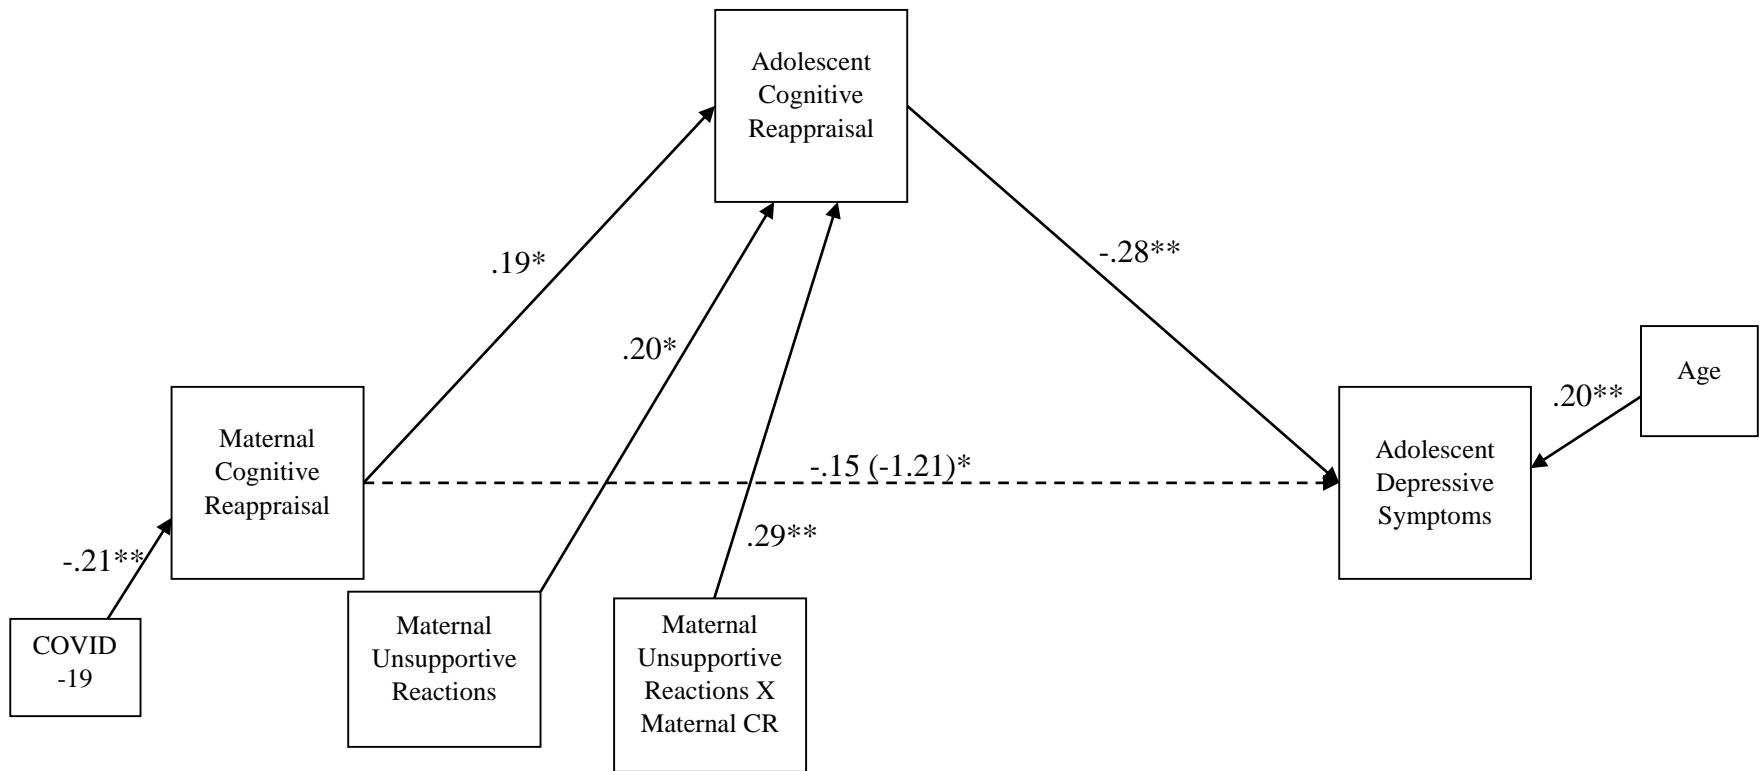 Adolescent
Cognitive
Reappraisal
.19*
-.28**
.20*
Age
.20**
Maternal
Cognitive
Reappraisal
-.15 (-1.21)*
Adolescent
Depressive
Symptoms
.29**
-.21**
COVID
-19
Maternal
Unsupportive
Reactions
Maternal
Unsupportive
Reactions X
Maternal CR